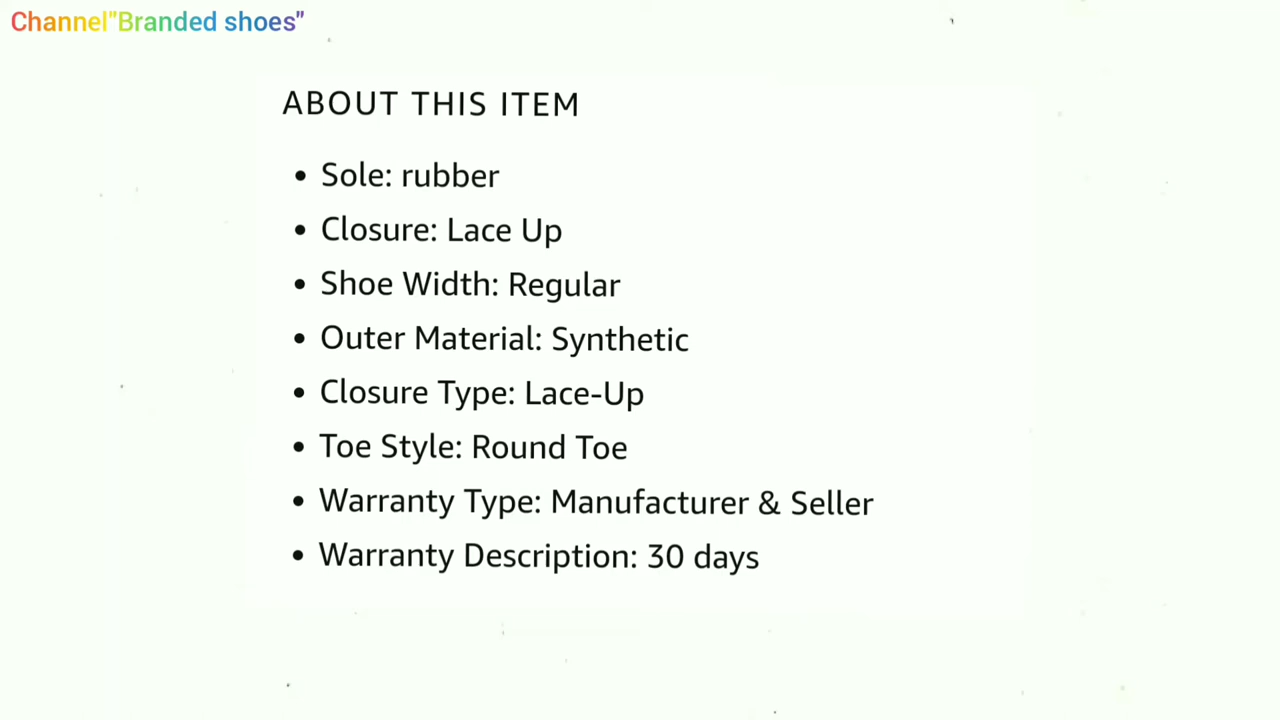 Channel"Branded shoes"
ABOUT THIS ITEM
• Sole: rubber
• Closure: Lace Up
• Shoe Width: Regular
• Outer Material: Synthetic
• Closure Type: Lace-Up
• Toe Style: Round Toe
• Warranty Type: Manufacturer & Seller
• Warranty Description: 30 days